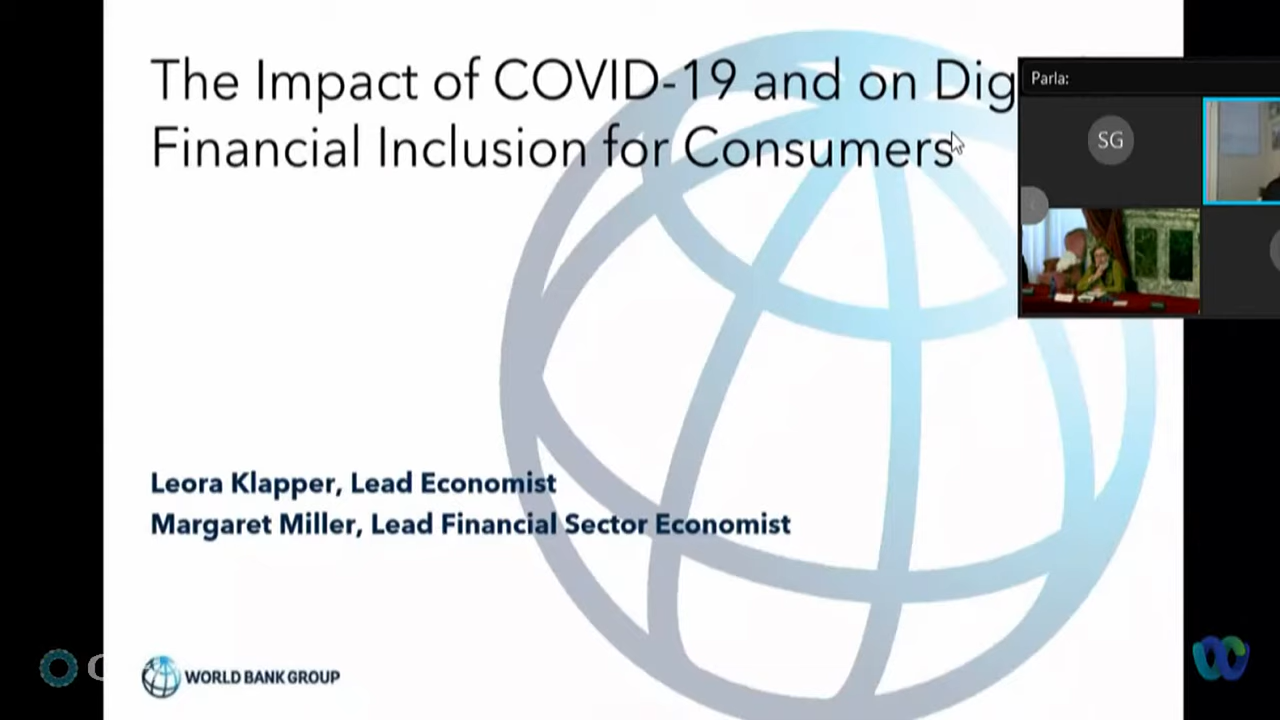 The Impact of COVID-19 and on Dig
Financial Inclusion for Consumers
Parla:
SG
Leora Klapper, Lead Economist
Margaret Miller, Lead Financial Sector Economist
WORLD BANK GROUP